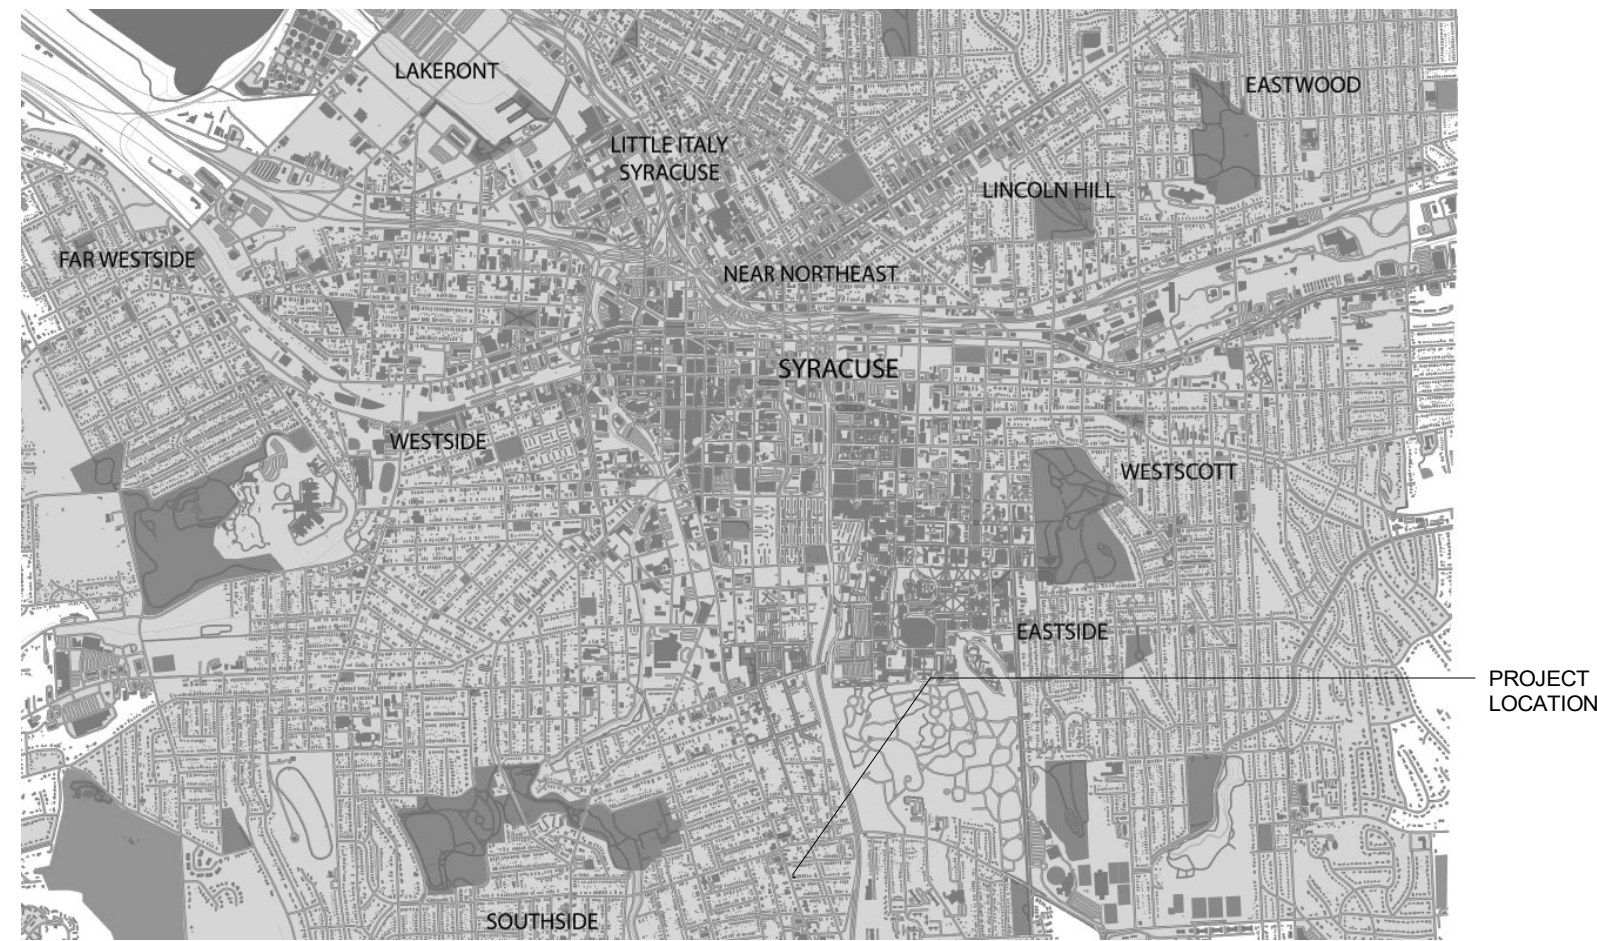 LAKERONT
EASTWOOD
LITTLE ITALY
SYRACUSE
LINCOLN HILL
FAR WESTSIDE
NEAR NORTHEAST
SYRACUSE
WESTSIDE
WESTSCOTT
EASTSIDE
PROJECT
LOCATION
SOUTHSIDE